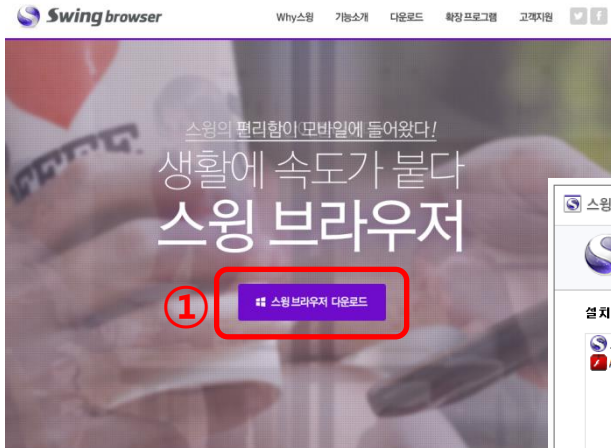 Swing browser
Why스윙 기능소개 다운로드 확장프로그램 고객지원
스윙의 편리함이 모바일에 들어왔다!
생활에 속도가 붙다
스윙 브라우저
①
스윙 브라우저 다운로드
스윙
설치